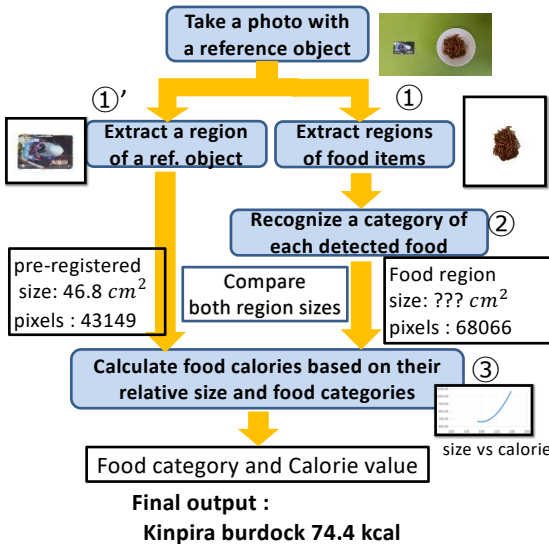 Take a photo with
a reference object
①’
①
Extract a region
of a ref. object
Extract regions
of food items
②
Recognize a category of
each detected food
pre-registered
size: 46.8 cm²
pixels : 43149
Compare
both region sizes
Food region
size: ??? cm²
pixels : 68066
③
Calculate food calories based on their
relative size and food categories
size vs calorie
Food category and Calorie value
Final output :
Kinpira burdock 74.4 kcal